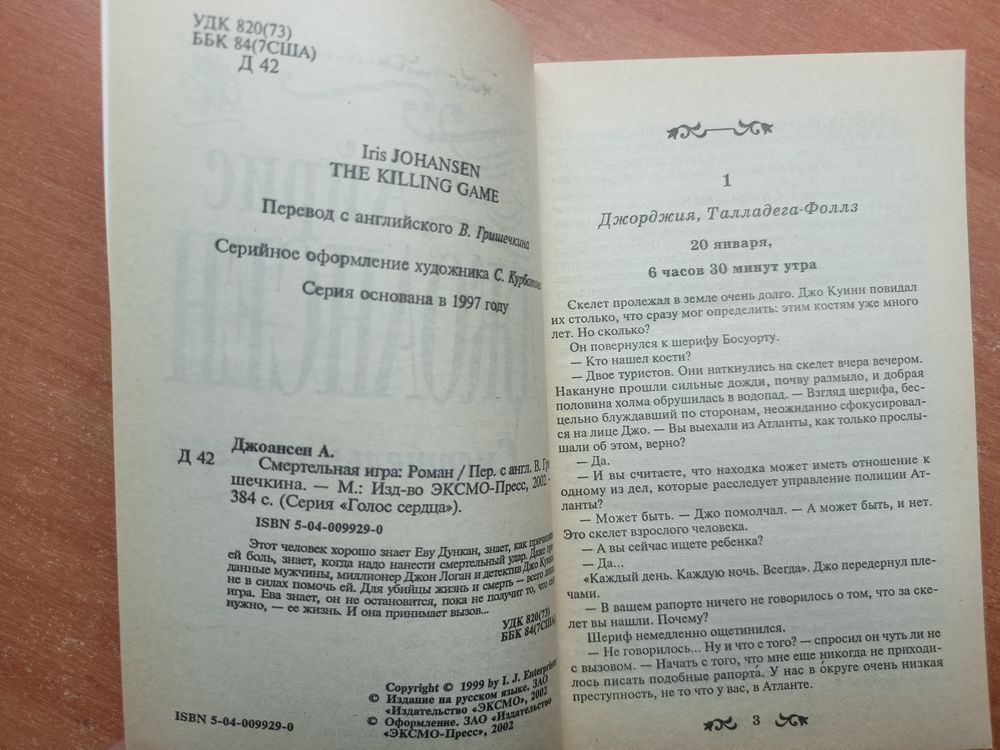 УДК 820(73)
ББК 84(7США)
Д 42
Iris JOHANSEN
THE KILLING GAME
Перевод с английского В. Гришечкина
Серийное оформление художника С. Курбатова
Серия основана в 1997 году
Джоансен А.
Д 42
Смертельная игра: Роман / Пер. с англ. В. Гри-
шечкина. — М.: Изд-во ЭКСМО-Пресс, 2002. -
384 с. (Серия «Голос сердца»).
ISBN 5-04-009929-0
Этот человек хорошо знает Еву Дункан, знает, как причинить
ей боль, знает, когда надо нанести смертельный удар. Даже пре-
данные мужчины, миллионер Джон Логан и детектив Джо Куинн,
не в силах помочь ей. Для убийцы жизнь и смерть — всего лишь
игра. Ева знает, он не остановится, пока не получит то, что ему
нужно, — ее жизнь. И она принимает вызов...
УДК 820(73)
ББК 84(7США)
Copyright © 1999 by I. J. Enterprises
© Издание на русском языке. ЗАО
«Издательство «ЭКСМО», 2002
© Оформление. ЗАО «Издательство
«ЭКСМО-Пресс», 2002
ISBN 5-04-009929-0
1
Джорджия, Талладега-Фоллз
20 января,
6 часов 30 минут утра
Скелет пролежал в земле очень долго. Джо Куинн повидал
их столько, что сразу мог определить: этим костям уже много
лет. Но сколько?
Он повернулся к шерифу Босуорту.
— Кто нашел кости?
— Двое туристов. Они наткнулись на скелет вчера вечером.
Накануне прошли сильные дожди, почву размыло, и добрая
половина холма обрушилась в водопад. — Взгляд шерифа, бес-
цельно блуждавший по сторонам, неожиданно сфокусировал-
ся на лице Джо. — Вы выехали из Атланты, как только прослы-
шали об этом, верно?
— Да.
— И вы считаете, что находка может иметь отношение к
одному из дел, которые расследует управление полиции Ат-
ланты?
— Может быть. — Джо помолчал. — А может быть, и нет.
Это скелет взрослого человека.
— А вы сейчас ищете ребенка?
— Да...
«Каждый день. Каждую ночь. Всегда». Джо передернул пле-
чами.
— В вашем рапорте ничего не говорилось о том, что за ске-
лет вы нашли. Почему?
Шериф немедленно ощетинился.
— Не говорилось... Ну и что с того? — спросил он чуть ли не
с вызовом. — Начать с того, что мне еще никогда не приходи-
лось писать подобные рапорта́. У нас в о́круге очень низкая
преступность, не то что у вас, в Атланте.
3